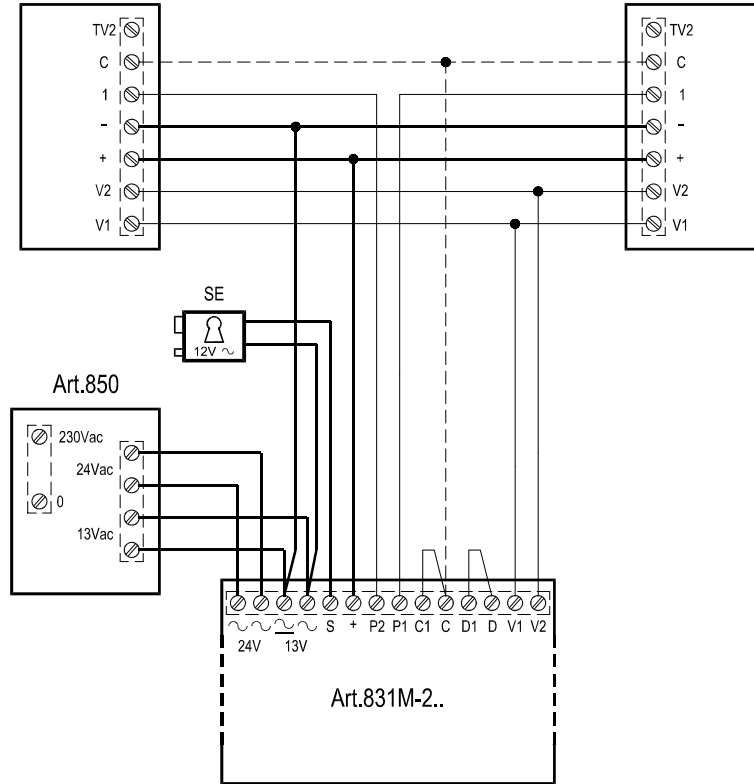 TV2 TV2
C C
1 1
- -
+ +
V2 V2
V1 V1
SE
12V ~
Art.850
230Vac
24Vac
0
13Vac
~ ~ ~ ~ S + P2 P1 C1 C D1 D V1 V2
24V 13V
Art.831M-2..